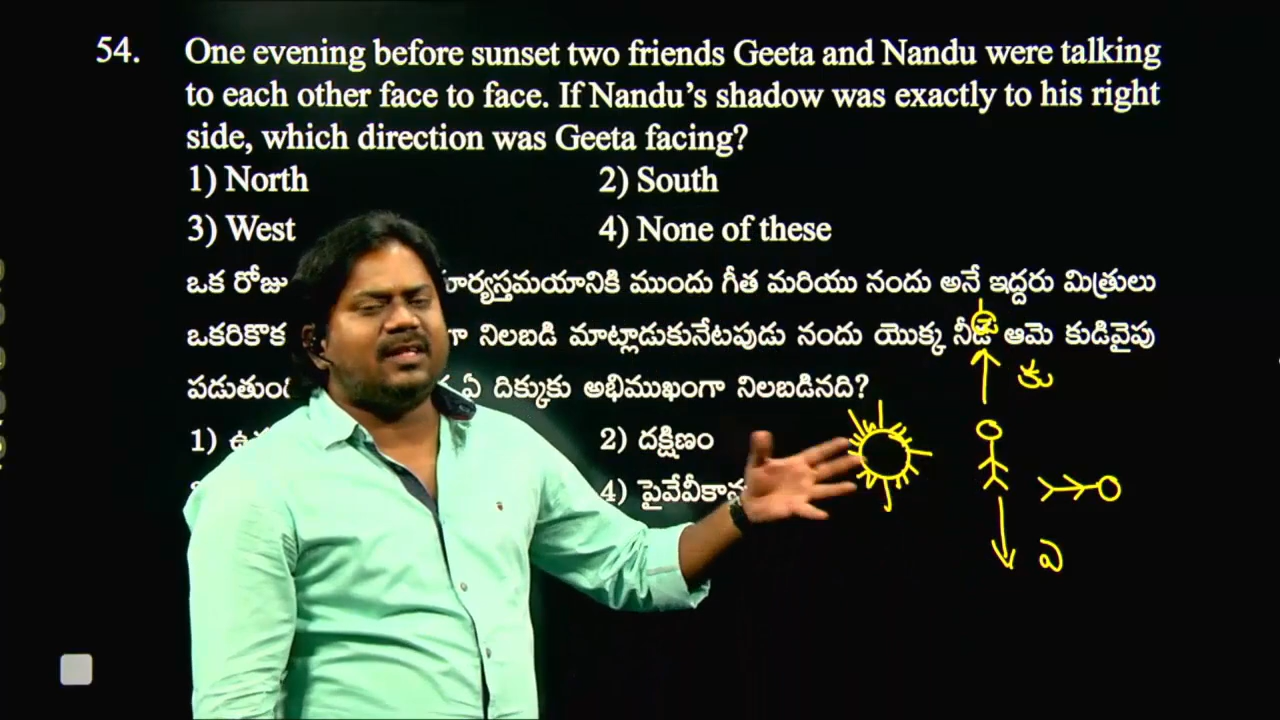 54. One evening before sunset two friends Geeta and Nandu were talking
to each other face to face. If Nandu's shadow was exactly to his right
side, which direction was Geeta facing?
1) North 2) South
3) West 4) None of these
ఒక రోజు ముందు గీత మరియు నందు అనే ఇద్దరు మిత్రులు
ఒకరికొక నిలబడి మాట్లాడుకునేటపుడు నందు యొక్క నీడ ఆమె కుడివైపు
ఏ దిక్కుకు అభిముఖంగా నిలబడినది?
కు
1) 2) దక్షిణం
4)
ఎ